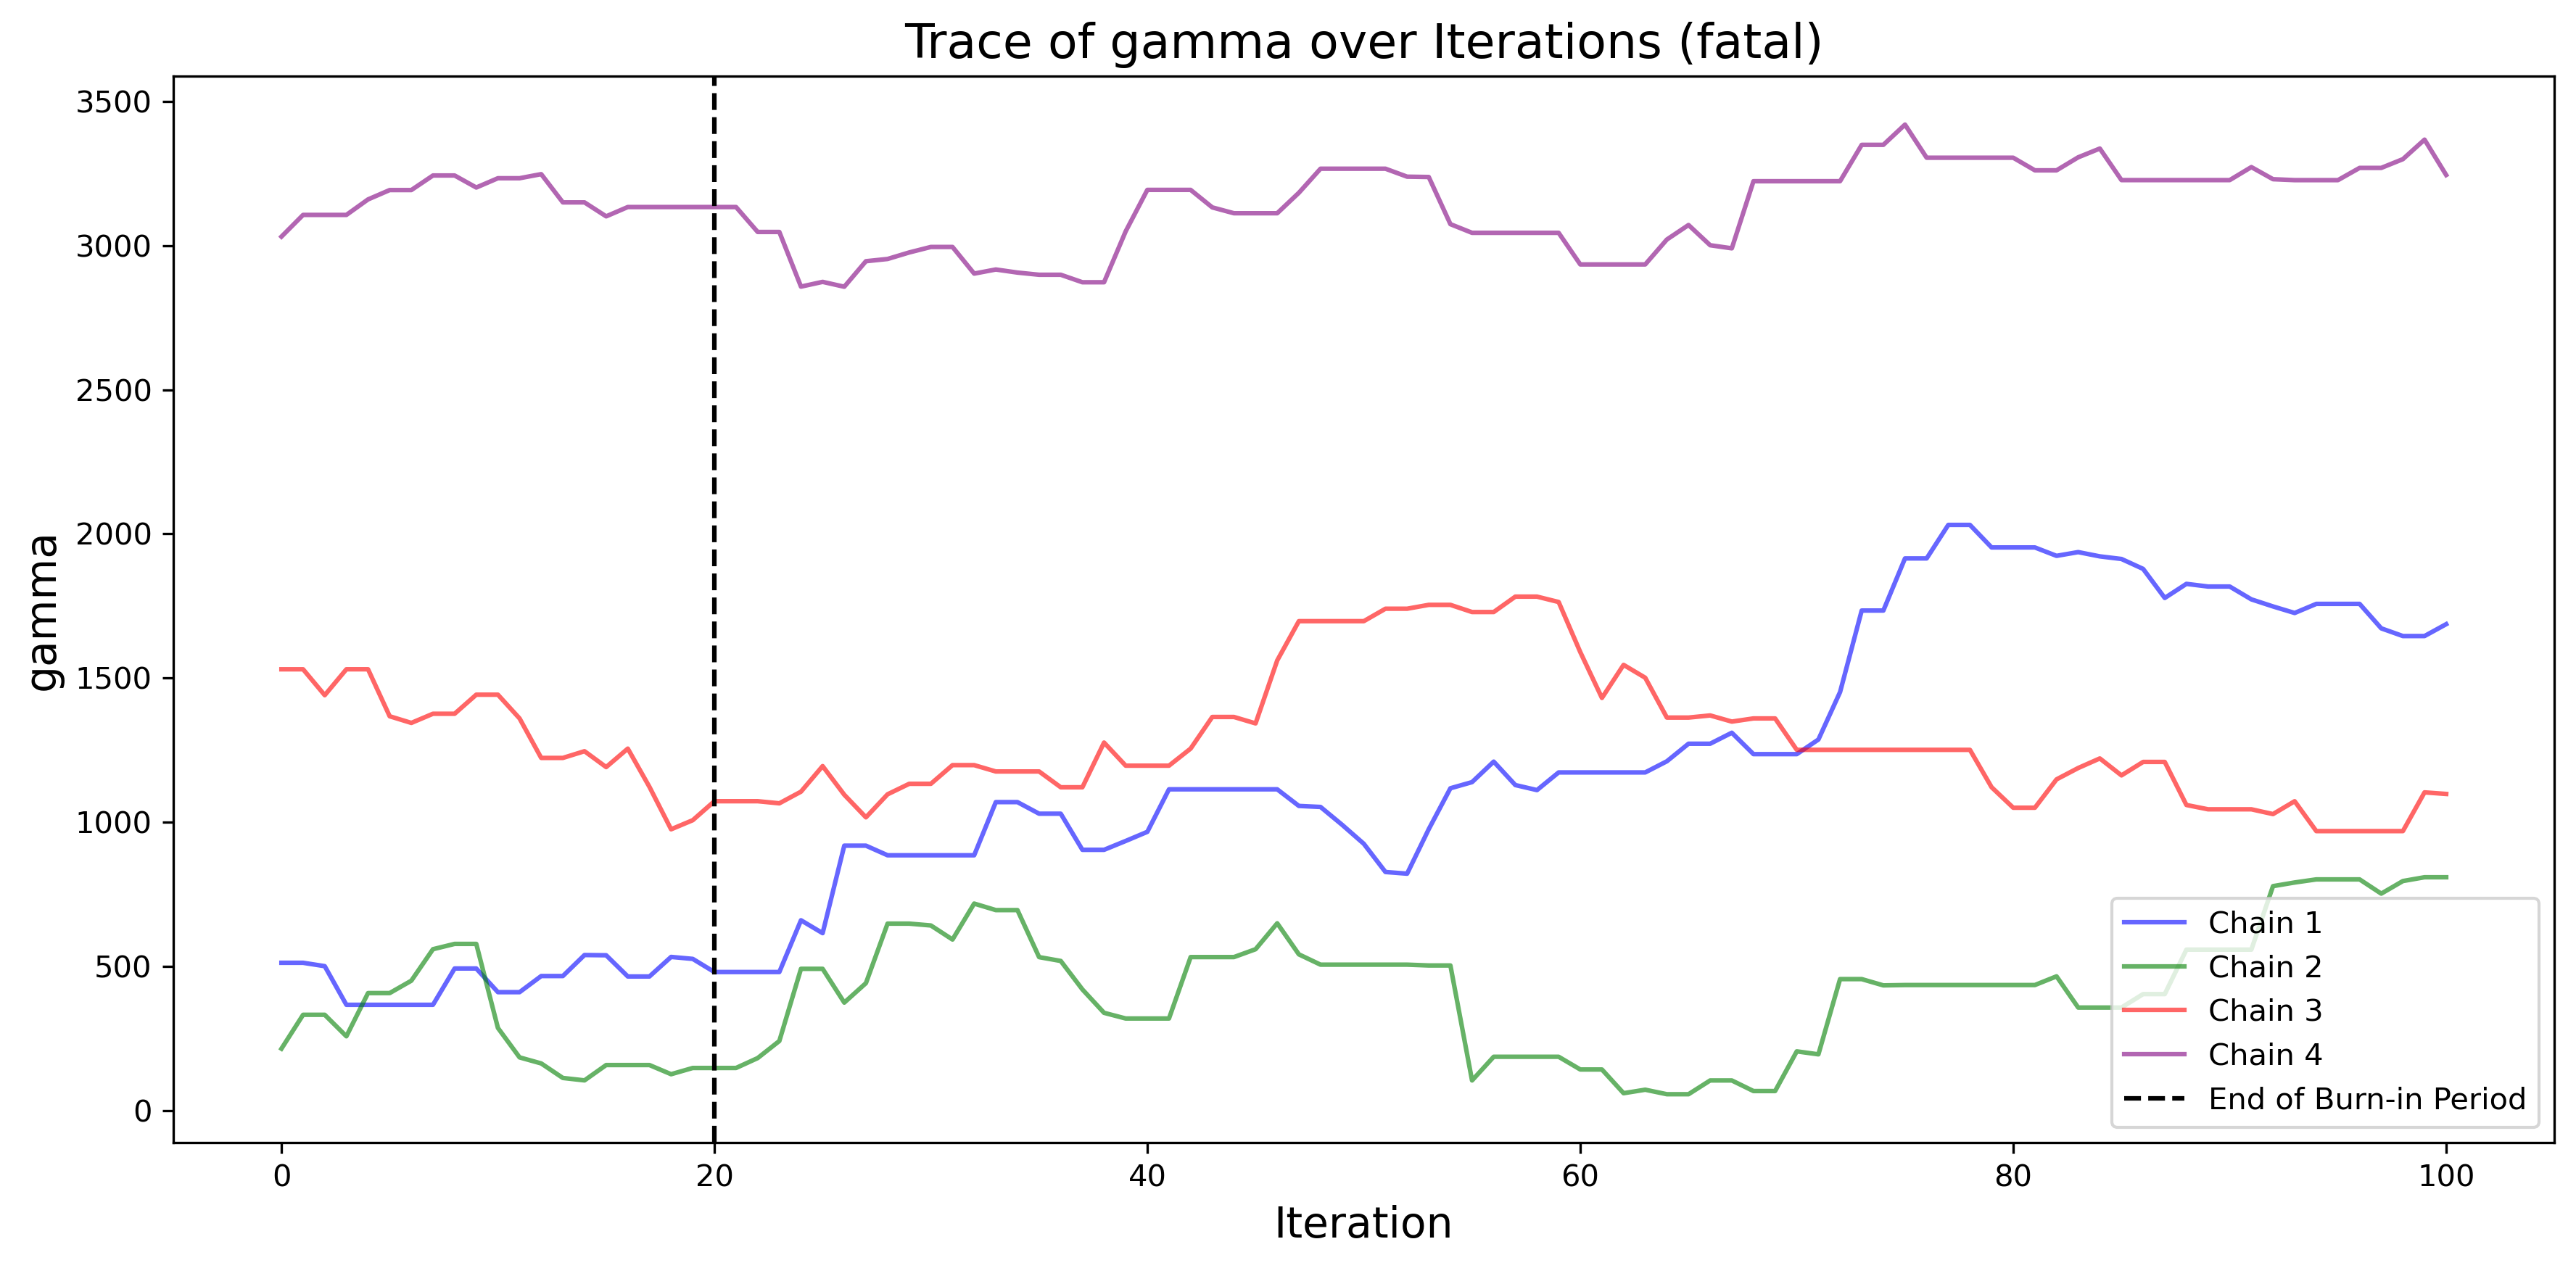 Trace of gamma over Iterations (fatal)
3500
3000
2500
2000
1500
1000
500
0
gamma
0 20 40 60 80 100
Iteration
Chain 1
Chain 2
Chain 3
Chain 4
End of Burn-in Period